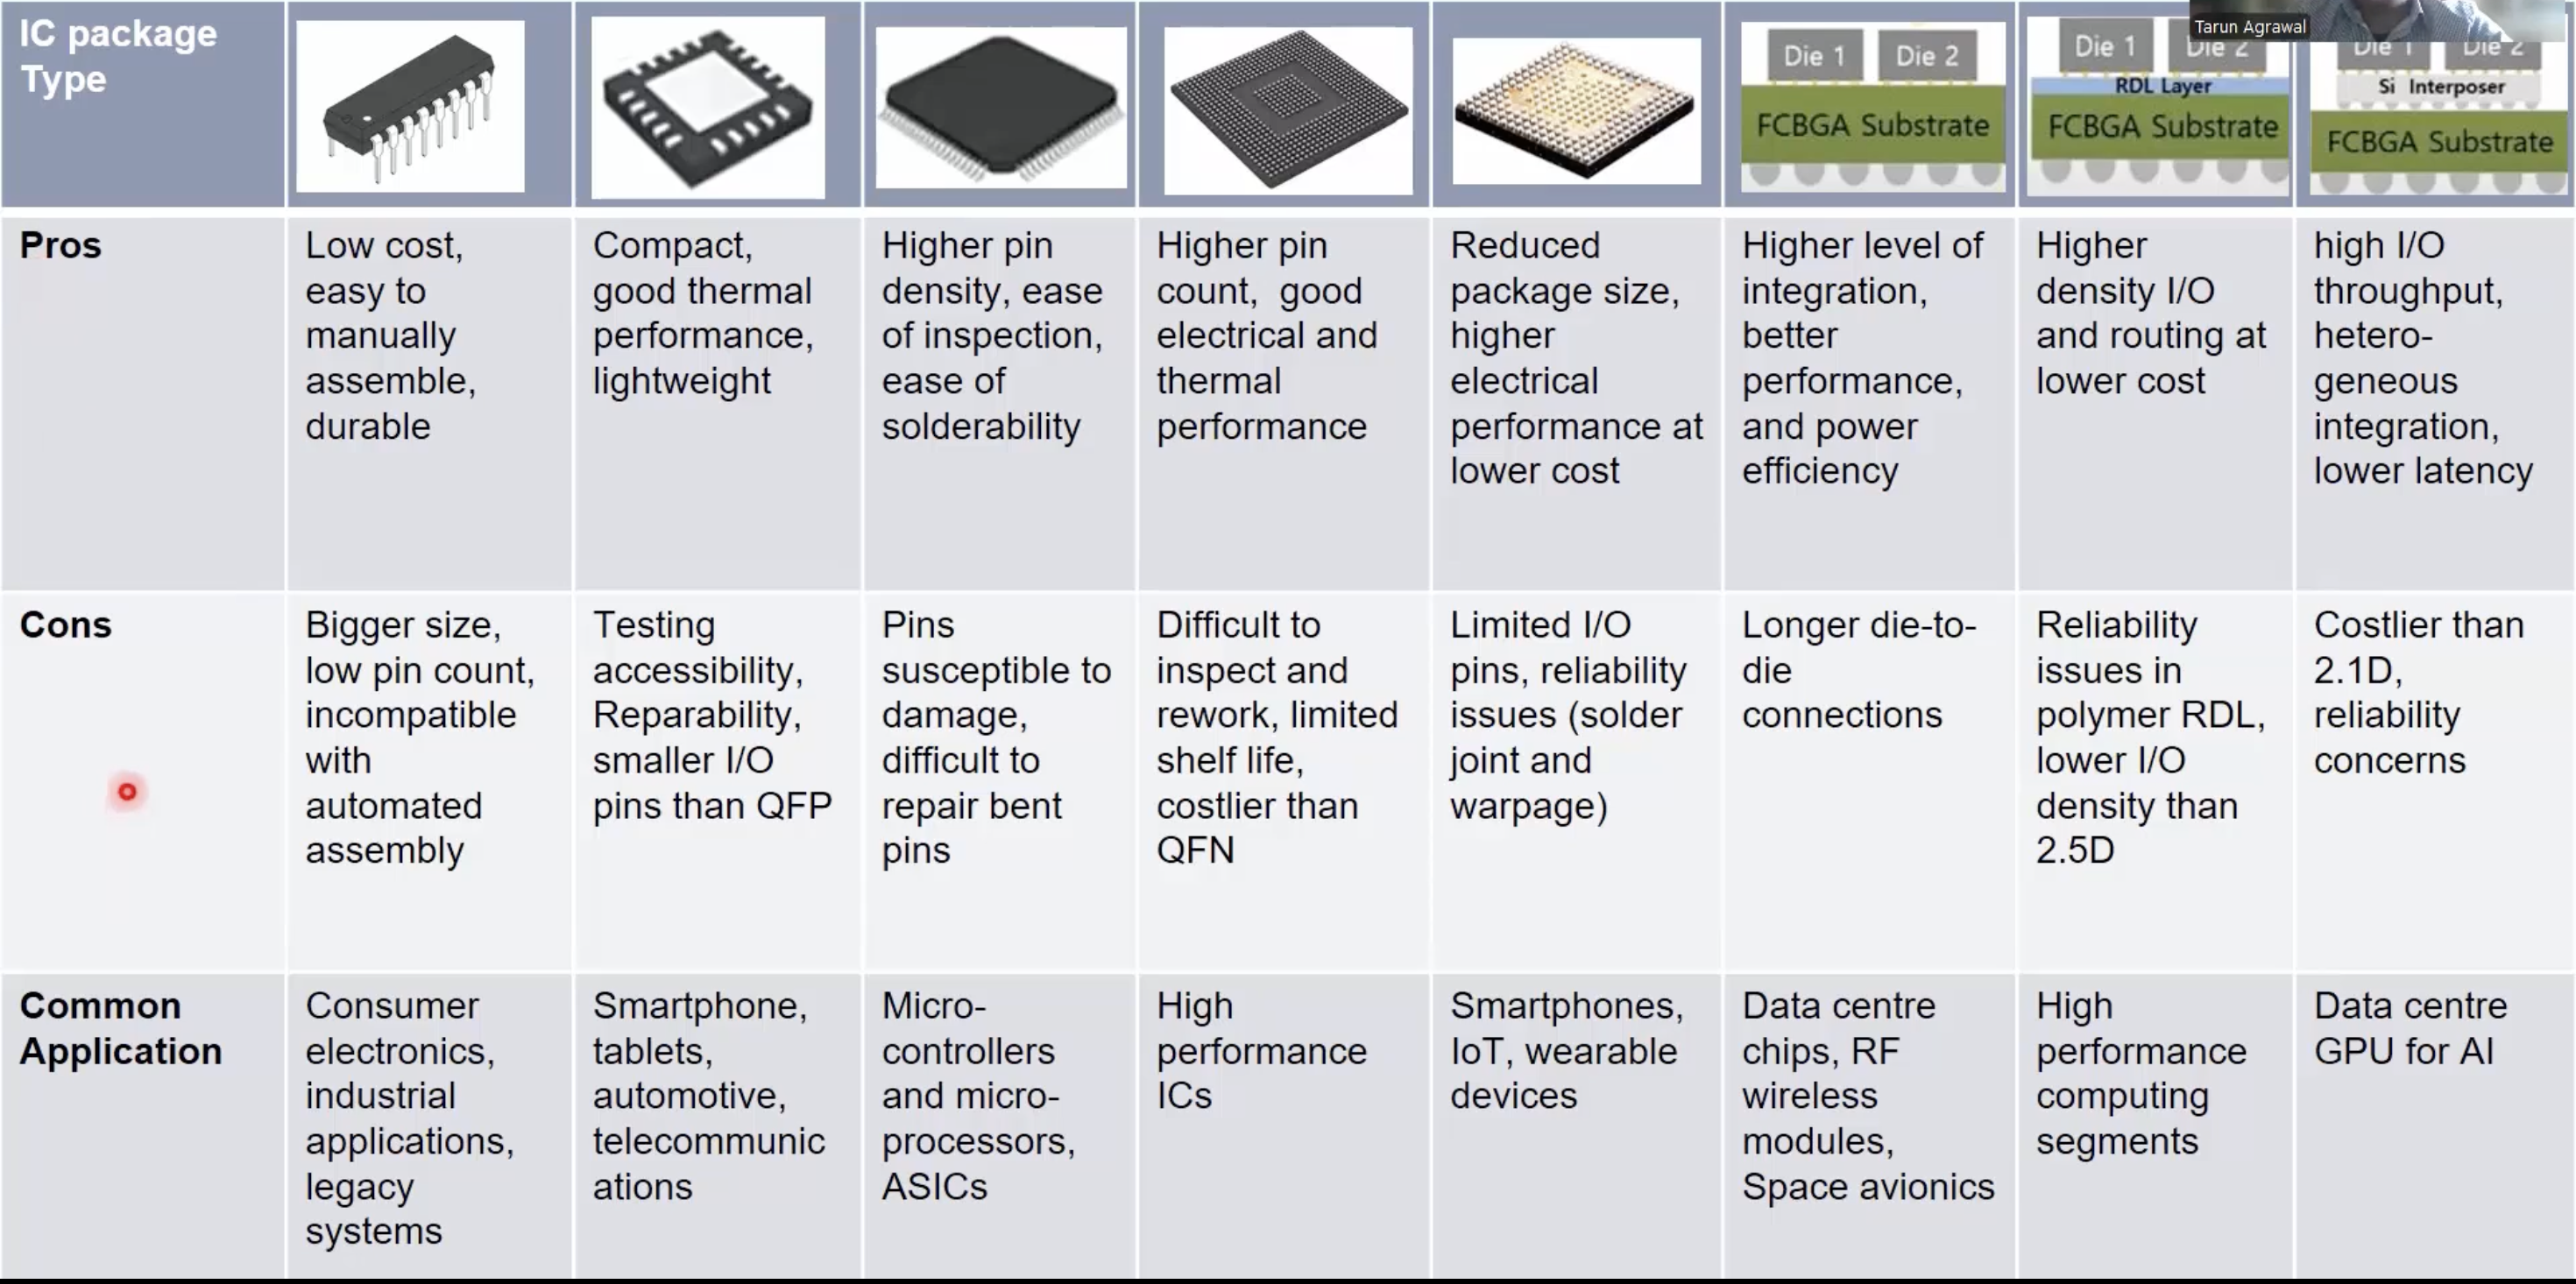 IC package
Type
Die 1 Die 2
FCBGA Substrate
Die 1 Die 2
RDL Layer
FCBGA Substrate
Tarun Agrawal
Die 1 Die 2
Si Interposer
FCBGA Substrate
Pros
Low cost,
easy to
manually
assemble,
durable
Compact,
good thermal
performance,
lightweight
Higher pin
density, ease
of inspection,
ease of
solderability
Higher pin
count, good
electrical and
thermal
performance
Reduced
package size,
higher
electrical
performance at
lower cost
Higher level of
integration,
better
performance,
and power
efficiency
Higher
density I/O
and routing at
lower cost
high I/O
throughput,
hetero-
geneous
integration,
lower latency
Cons
Bigger size,
low pin count,
incompatible
with
automated
assembly
Testing
accessibility,
Reparability,
smaller I/O
pins than QFP
Pins
susceptible to
damage,
difficult to
repair bent
pins
Difficult to
inspect and
rework, limited
shelf life,
costlier than
QFN
Limited I/O
pins, reliability
issues (solder
joint and
warpage)
Longer die-to-
die
connections
Reliability
issues in
polymer RDL,
lower I/O
density than
2.5D
Costlier than
2.1D,
reliability
concerns
Common
Application
Consumer
electronics,
industrial
applications,
legacy
systems
Smartphone,
tablets,
automotive,
telecommunic
ations
Micro-
controllers
and micro-
processors,
ASICs
High
performance
ICs
Smartphones,
IoT, wearable
devices
Data centre
chips, RF
wireless
modules,
Space avionics
High
performance
computing
segments
Data centre
GPU for AI